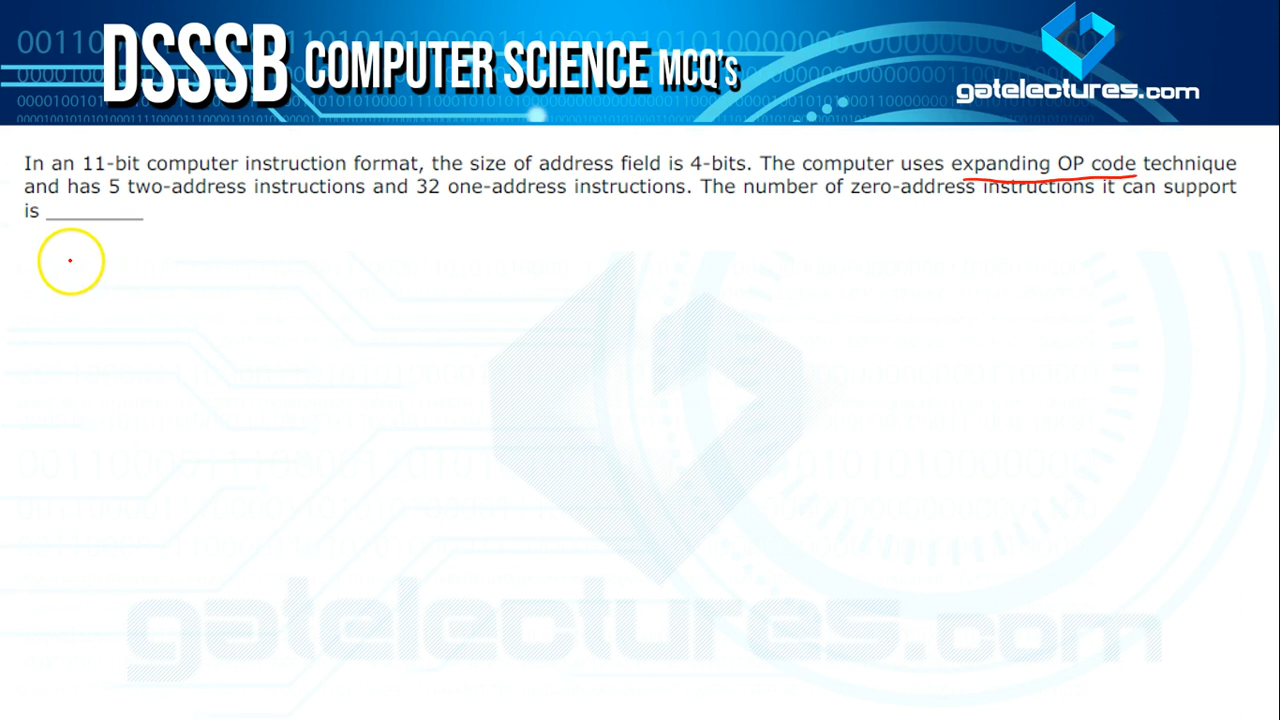 DSSSB COMPUTER SCIENCE MCQ's
gatelectures.com
In an 11-bit computer instruction format, the size of address field is 4-bits. The computer uses expanding OP code technique
and has 5 two-address instructions and 32 one-address instructions. The number of zero-address instructions it can support
is __________
gatelectures.com